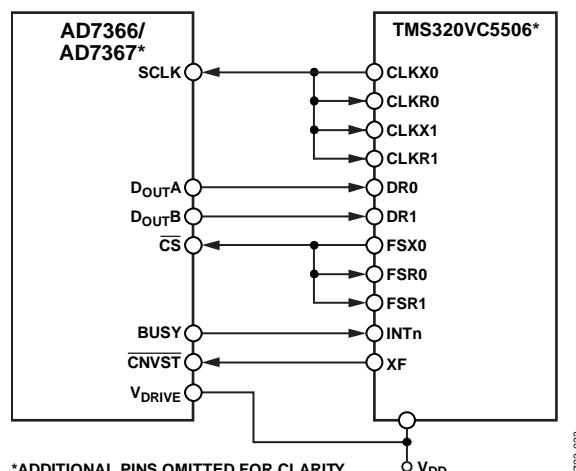 AD7366/
AD7367*
TMS320VC5506*
SCLK
CLKX0
CLKR0
CLKX1
CLKR1
DOUTA
DR0
DOUTB
DR1
CS
FSX0
FSR0
FSR1
BUSY
INTn
CNVST
XF
VDRIVE
*ADDITIONAL PINS OMITTED FOR CLARITY
VDD